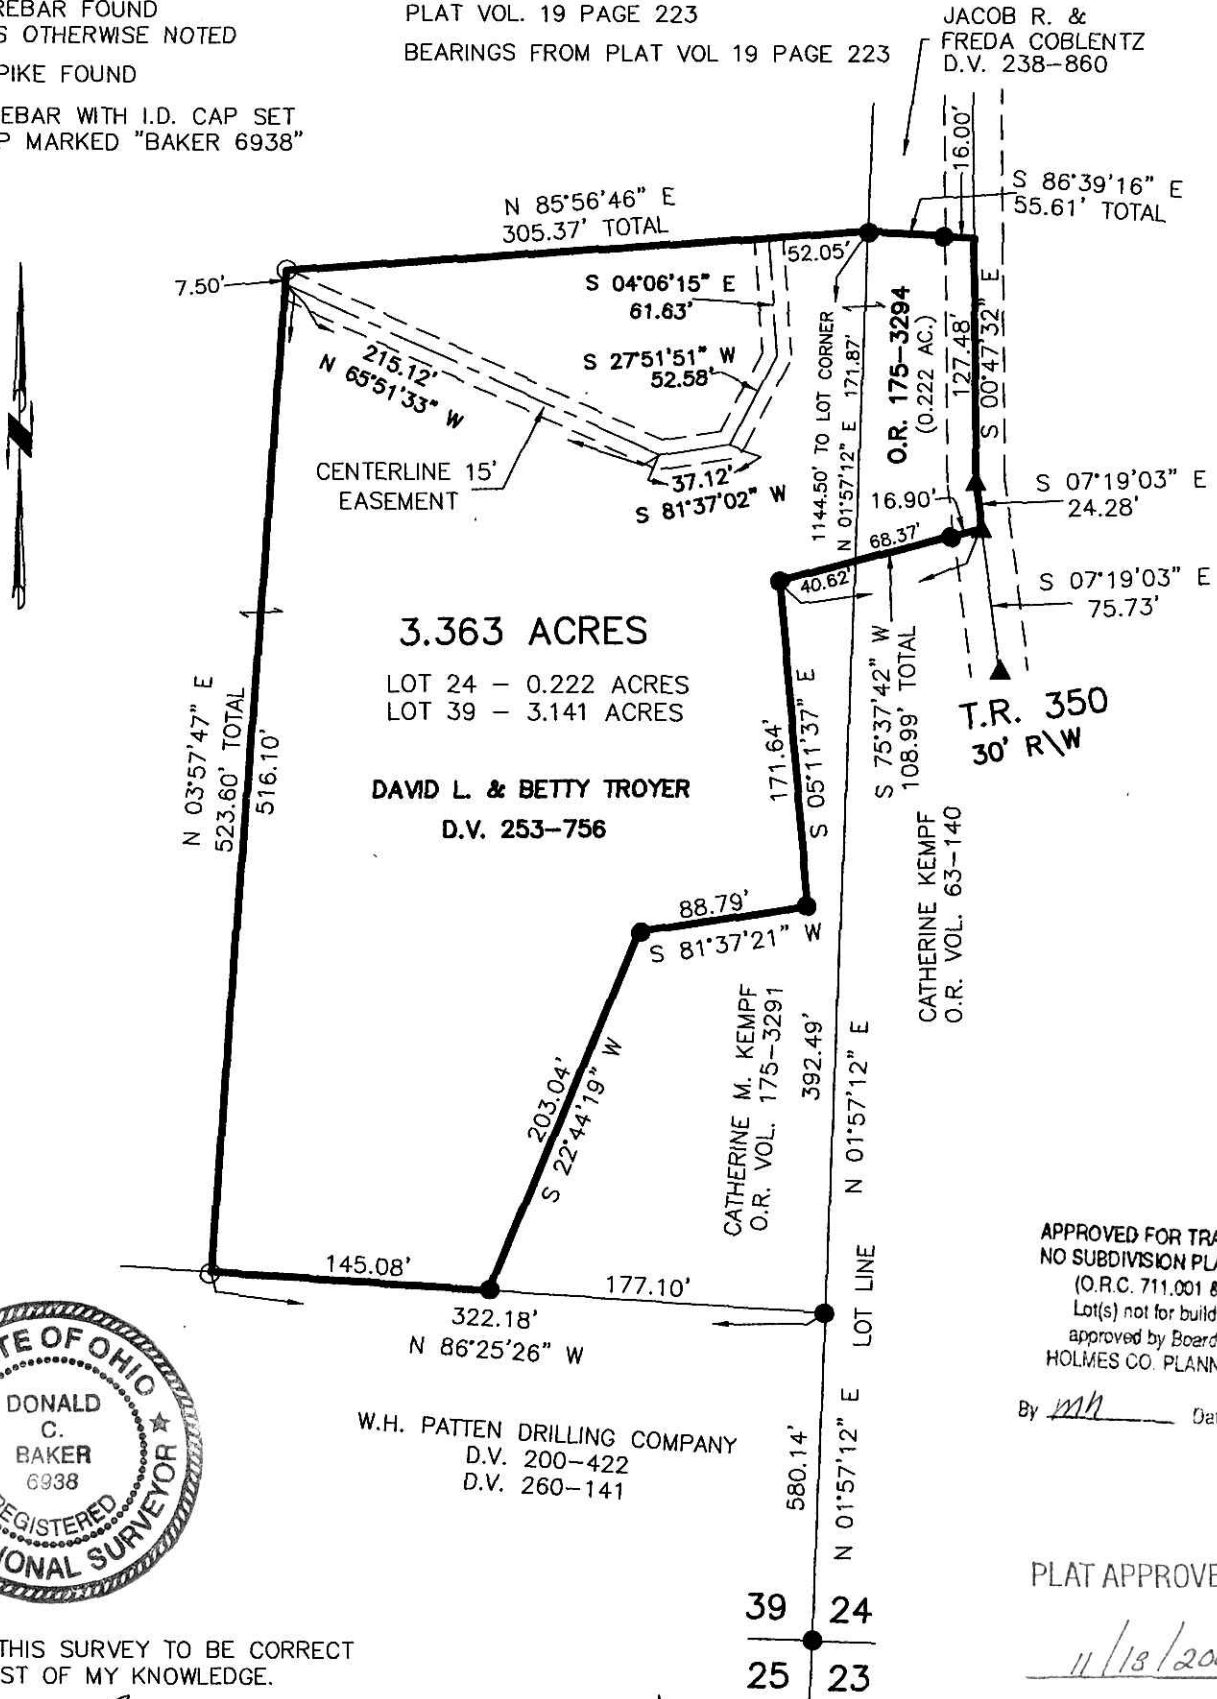 REBAR FOUND
S OTHERWISE NOTED
PIKE FOUND
EBAR WITH I.D. CAP SET
P MARKED "BAKER 6938"
PLAT VOL. 19 PAGE 223
BEARINGS FROM PLAT VOL 19 PAGE 223
JACOB R. &
FREDA COBLENTZ
D.V. 238-860
16.00'
S 86°39'16" E
55.61' TOTAL
N 85°56'46" E
305.37' TOTAL
7.50'
52.05'
S 04°06'15" E
61.63'
S 27°51'51" W
52.58'
215.12'
N 65°51'33" W
CENTERLINE 15'
EASEMENT
37.12'
S 81°37'02" W
1144.50' TO LOT CORNER
N 01°57'12" E 171.87'
O.R. 175-3294
(0.222 AC.)
127.48'
S 00°47'32" E
S 07°19'03" E
24.28'
16.90'
68.37'
40.62'
S 07°19'03" E
75.73'
3.363 ACRES
LOT 24 - 0.222 ACRES
LOT 39 - 3.141 ACRES
DAVID L. & BETTY TROYER
D.V. 253-756
N 03°57'47" E
523.60' TOTAL
516.10'
171.64'
S 05°11'37" E
S 75°37'42" W
108.99' TOTAL
T.R. 350
30' R\W
CATHERINE KEMPF
O.R. VOL. 63-140
88.79'
S 81°37'21" W
203.04'
S 22°44'19" W
CATHERINE M. KEMPF
O.R. VOL. 175-3291
392.49'
N 01°57'12" E
LOT LINE
145.08'
177.10'
322.18'
N 86°25'26" W
W.H. PATTEN DRILLING COMPANY
D.V. 200-422
D.V. 260-141
580.14'
N 01°57'12" E
39 24
25 23
APPROVED FOR TRA
NO SUBDIVISION PLA
(O.R.C. 711.001 &
Lot(s) not for build
approved by Board
HOLMES CO. PLANN
By mh Dat
PLAT APPROVE
11/13/200
TE OF OHIO
DONALD
C.
BAKER
6938
REGISTERED
IONAL SURVEYOR
THIS SURVEY TO BE CORRECT
ST OF MY KNOWLEDGE.